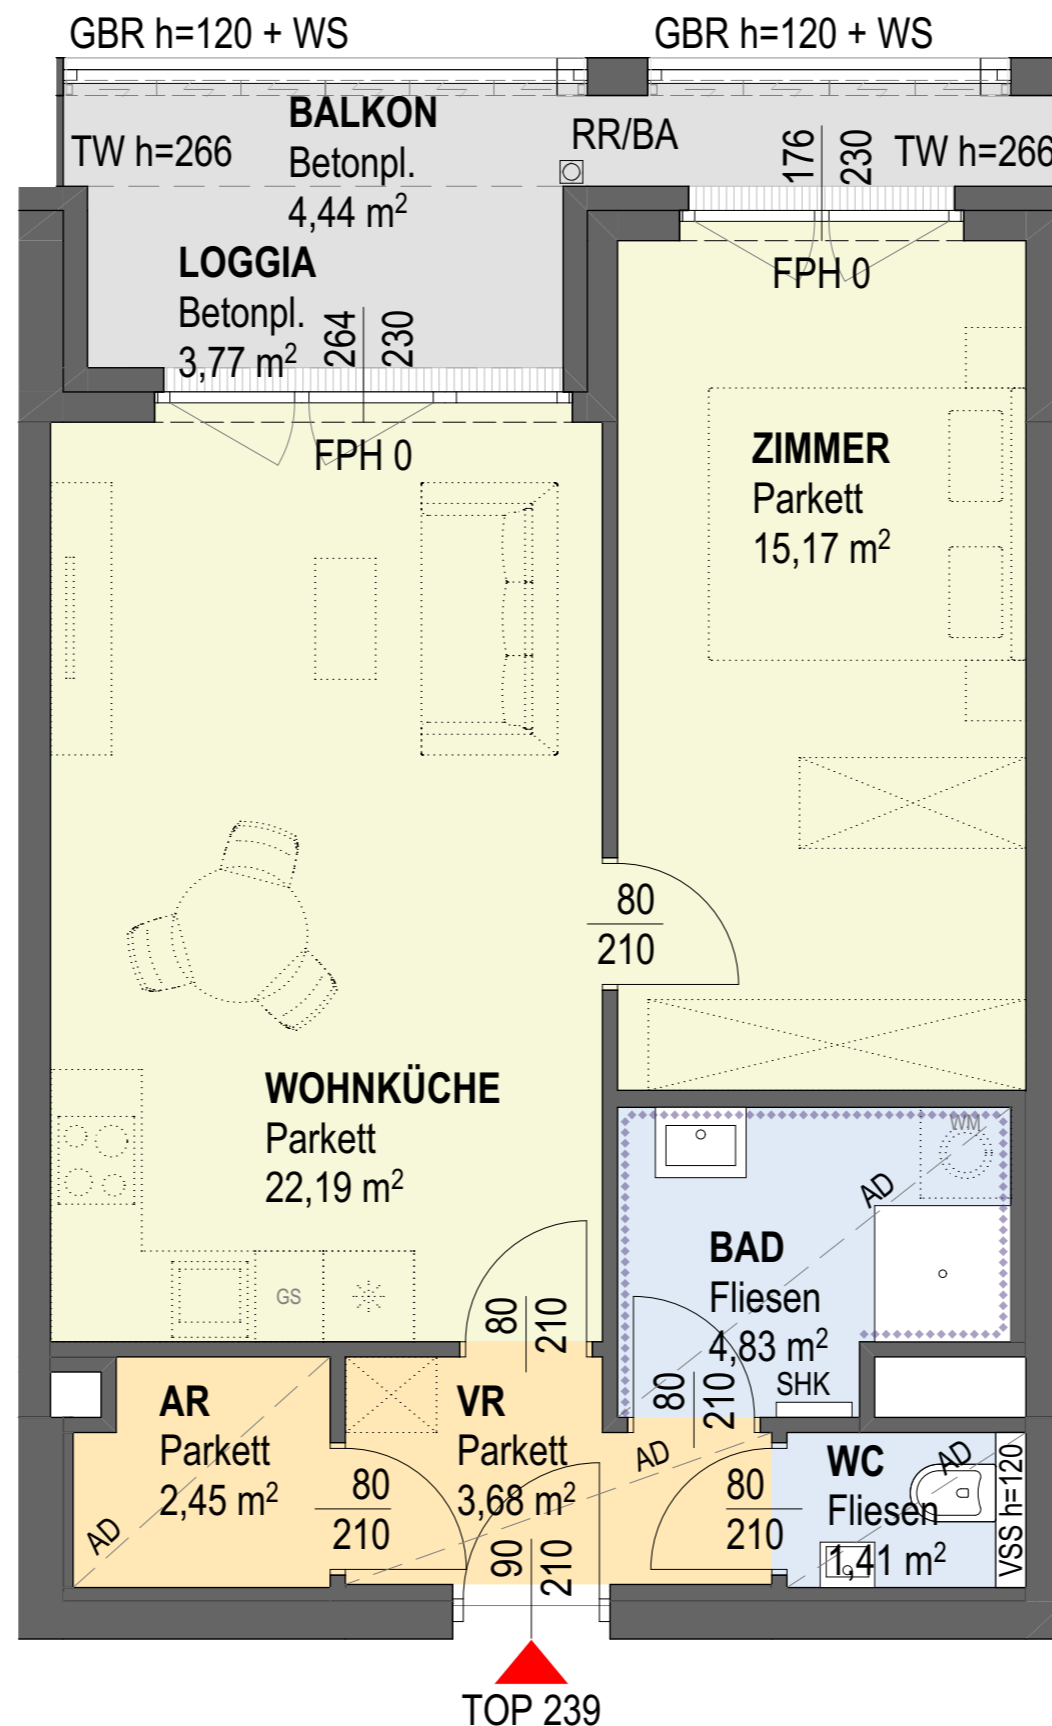 GBR h=120 + WS
GBR h=120 + WS
BALKON
Betonpl.
4,44 m²
TW h=266
RR/BA
176
230
TW h=266
LOGGIA
Betonpl.
3,77 m²
264
230
FPH 0
FPH 0
ZIMMER
Parkett
15,17 m²
80
210
WOHNKÜCHE
Parkett
22,19 m²
GS
80
210
WM
AD
BAD
Fliesen
4,83 m²
SHK
80
210
AR
Parkett
2,45 m²
AD
80
210
VR
Parkett
3,68 m²
AD
90
210
80
210
WC
Fliesen
1,41 m²
AD
VSS h=120
TOP 239